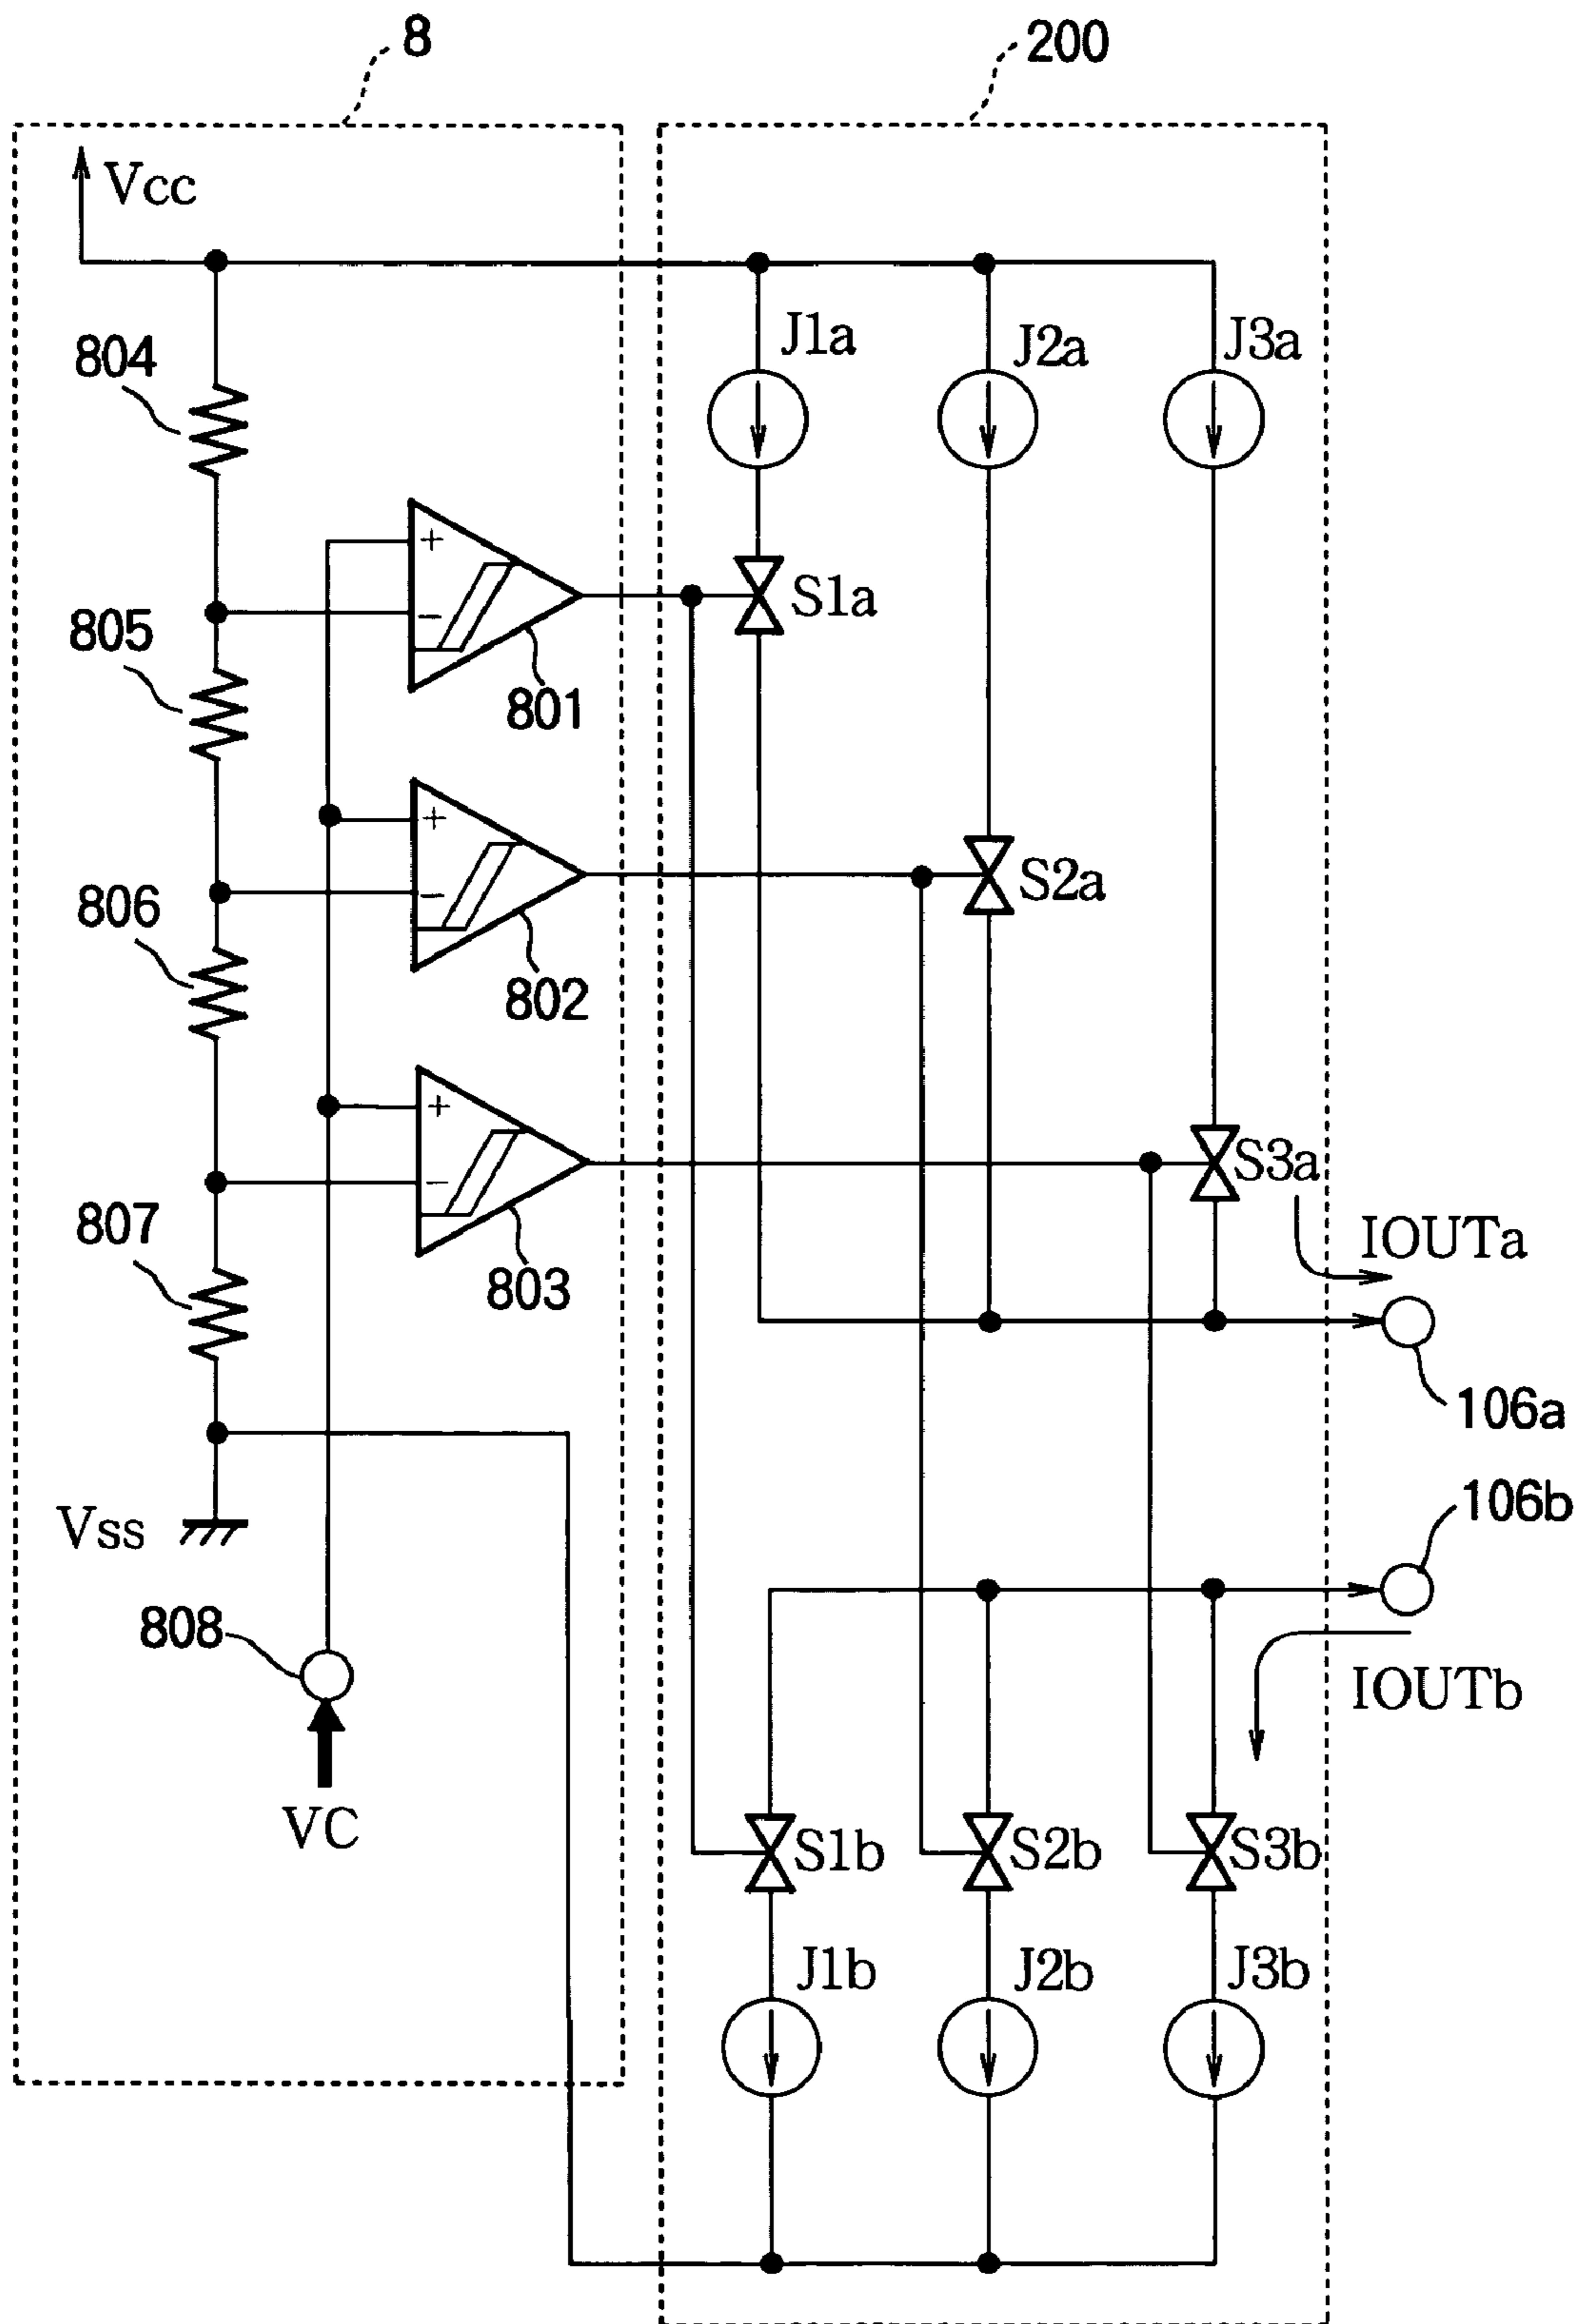 8
200
Vcc
804
J1a
J2a
J3a
+
-
S1a
805
801
+
-
S2a
806
802
+
-
S3a
807
803
IOUTa
106a
Vss
106b
808
IOUTb
VC
S1b
S2b
S3b
J1b
J2b
J3b